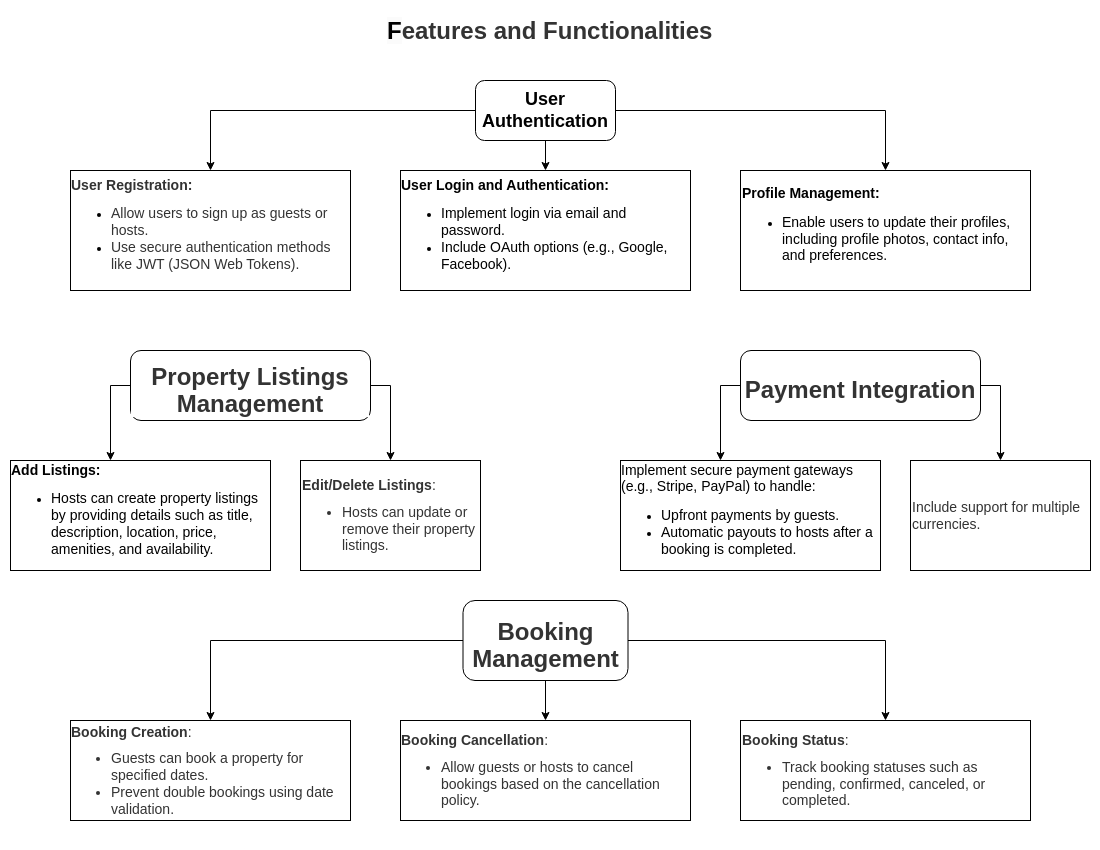 Features and Functionalities
User
Authentication
User Registration:
• Allow users to sign up as guests or
hosts.
• Use secure authentication methods
like JWT (JSON Web Tokens).
User Login and Authentication:
• Implement login via email and
password.
• Include OAuth options (e.g., Google,
Facebook).
Profile Management:
• Enable users to update their profiles,
including profile photos, contact info,
and preferences.
Property Listings
Management
Payment Integration
Add Listings:
• Hosts can create property listings
by providing details such as title,
description, location, price,
amenities, and availability.
Edit/Delete Listings:
• Hosts can update or
remove their property
listings.
Implement secure payment gateways
(e.g., Stripe, PayPal) to handle:
• Upfront payments by guests.
• Automatic payouts to hosts after a
booking is completed.
Include support for multiple
currencies.
Booking
Management
Booking Creation:
• Guests can book a property for
specified dates.
• Prevent double bookings using date
validation.
Booking Cancellation:
• Allow guests or hosts to cancel
bookings based on the cancellation
policy.
Booking Status:
• Track booking statuses such as
pending, confirmed, canceled, or
completed.